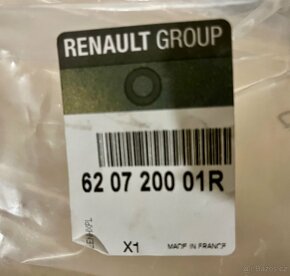 RENAULT GROUP
62 07 200 01R
X1 MADE IN FRANCE